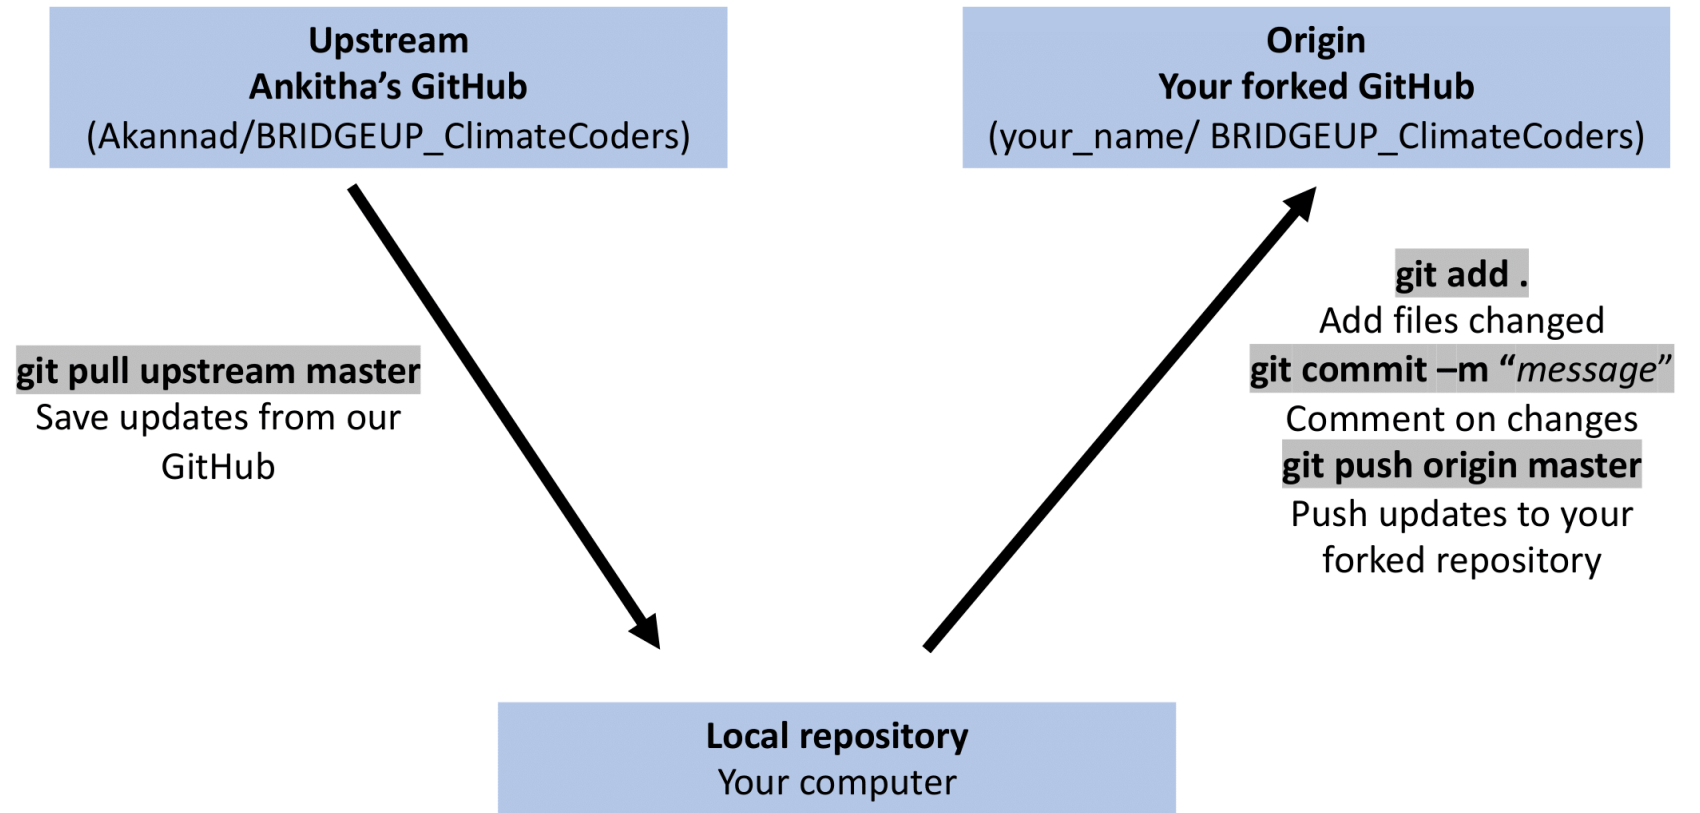 Upstream
Ankitha’s GitHub
(Akannad/BRIDGEUP_ClimateCoders)
Origin
Your forked GitHub
(your_name/ BRIDGEUP_ClimateCoders)
git pull upstream master
Save updates from our
GitHub
git add .
Add files changed
git commit –m “message”
Comment on changes
git push origin master
Push updates to your
forked repository
Local repository
Your computer